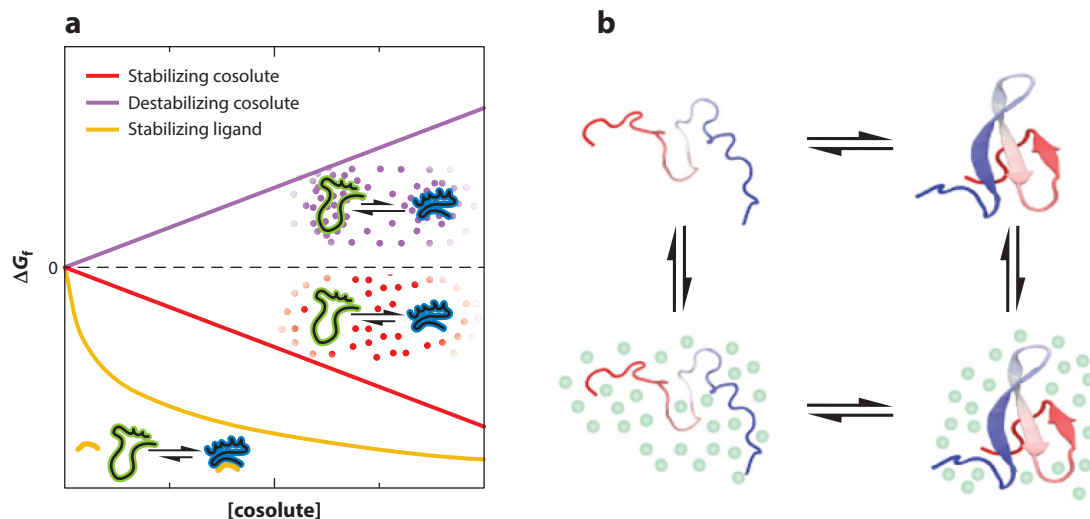 a
Stabilizing cosolute
Destabilizing cosolute
Stabilizing ligand
ΔGf
0
[cosolute]
b